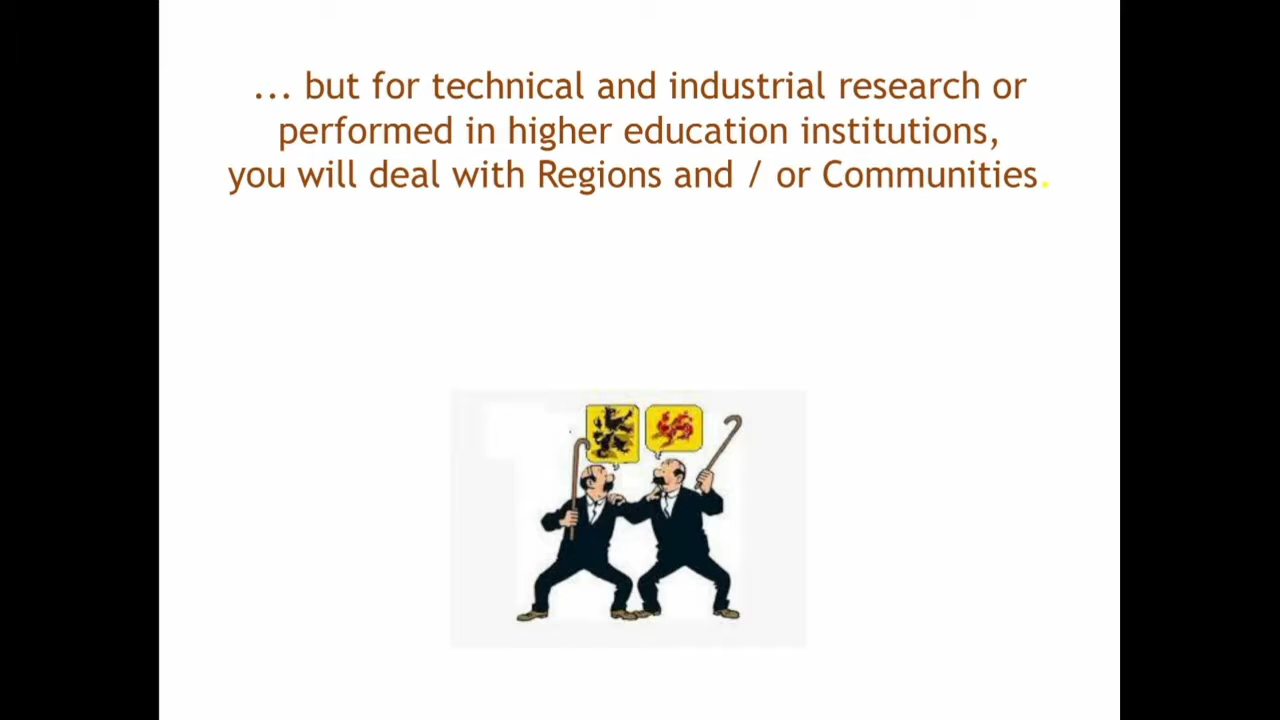 ... but for technical and industrial research or
performed in higher education institutions,
you will deal with Regions and / or Communities.